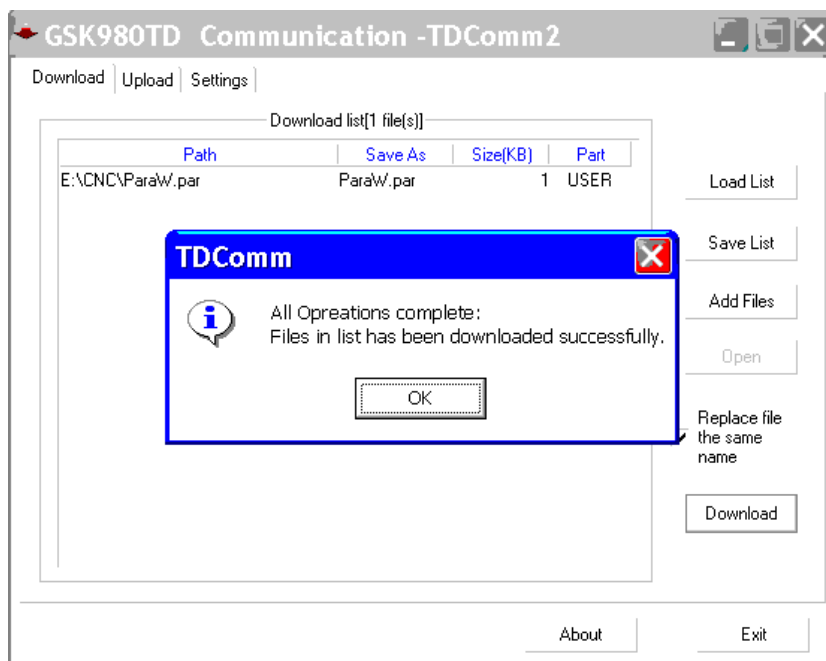 GSK980TD Communication -TDComm2
Download Upload Settings
Download list[1 file(s)]
Path Save As Size(KB) Part
E:\CNC\ParaW.par ParaW.par 1 USER
Load List
Save List
TDComm
Add Files
All Opreations complete:
Files in list has been downloaded successfully.
Open
OK
Replace file
the same
name
Download
About Exit